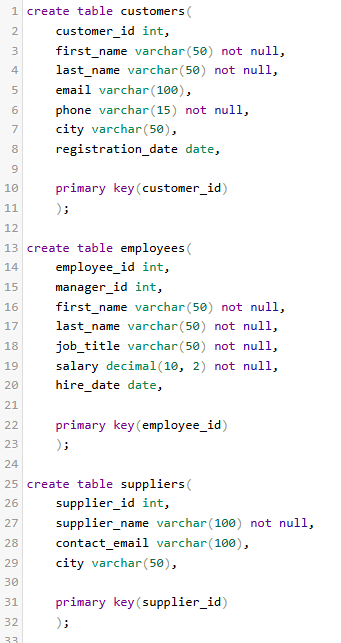 1 create table customers(
2 customer_id int,
3 first_name varchar(50) not null,
4 last_name varchar(50) not null,
5 email varchar(100),
6 phone varchar(15) not null,
7 city varchar(50),
8 registration_date date,
9
10 primary key(customer_id)
11 );
12
13 create table employees(
14 employee_id int,
15 manager_id int,
16 first_name varchar(50) not null,
17 last_name varchar(50) not null,
18 job_title varchar(50) not null,
19 salary decimal(10, 2) not null,
20 hire_date date,
21
22 primary key(employee_id)
23 );
24
25 create table suppliers(
26 supplier_id int,
27 supplier_name varchar(100) not null,
28 contact_email varchar(100),
29 city varchar(50),
30
31 primary key(supplier_id)
32 );
33